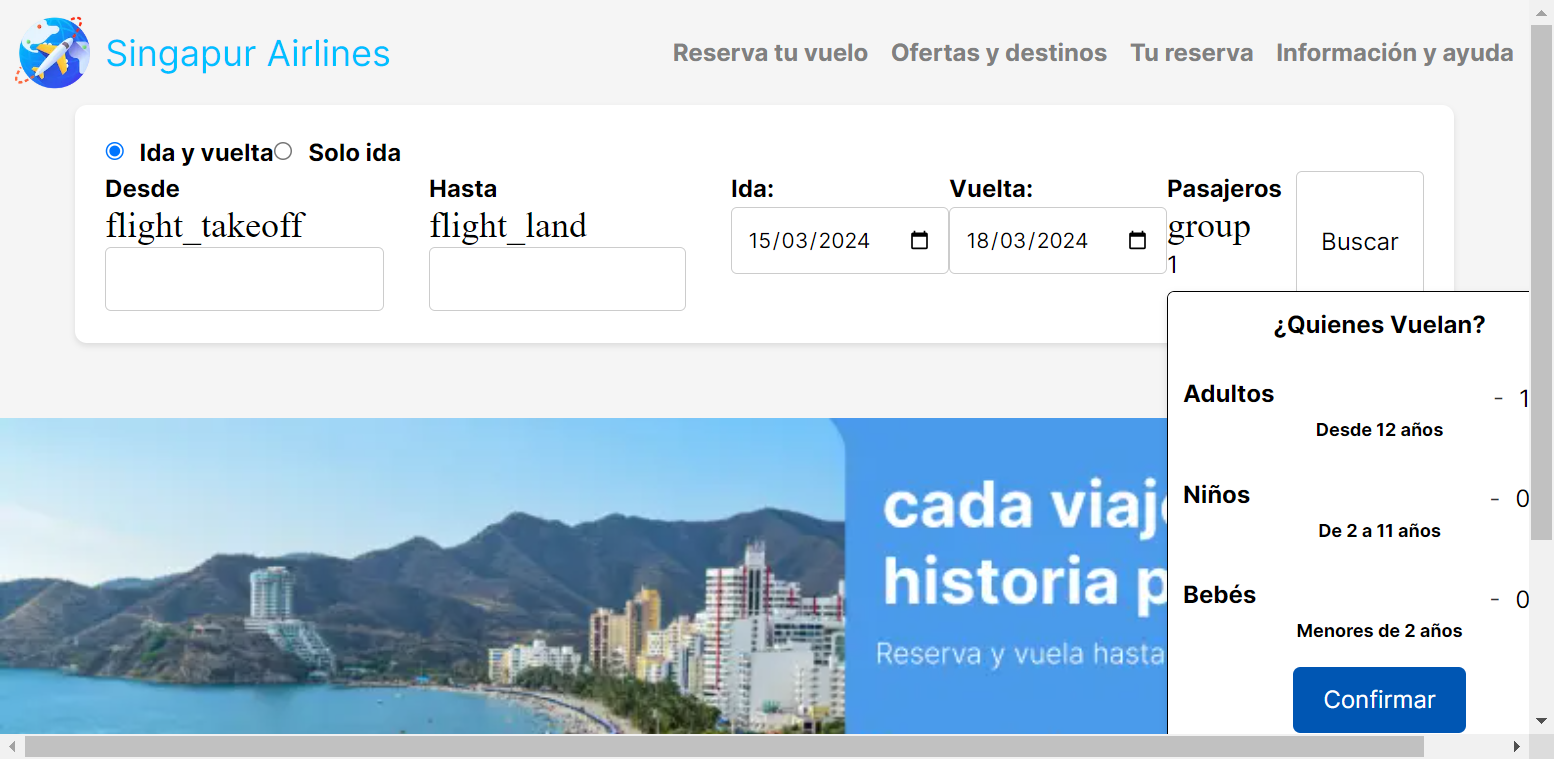 Singapur Airlines
Reserva tu vuelo Ofertas y destinos Tu reserva Información y ayuda
Ida y vuelta Solo ida
Desde Hasta Ida: Vuelta: Pasajeros
flight_takeoff flight_land group
15/03/2024 18/03/2024 Buscar
1
¿Quienes Vuelan?
Adultos - 1
Desde 12 años
Niños - 0
De 2 a 11 años
Bebés - 0
Menores de 2 años
Confirmar
cada viaj
historia p
Reserva y vuela hasta